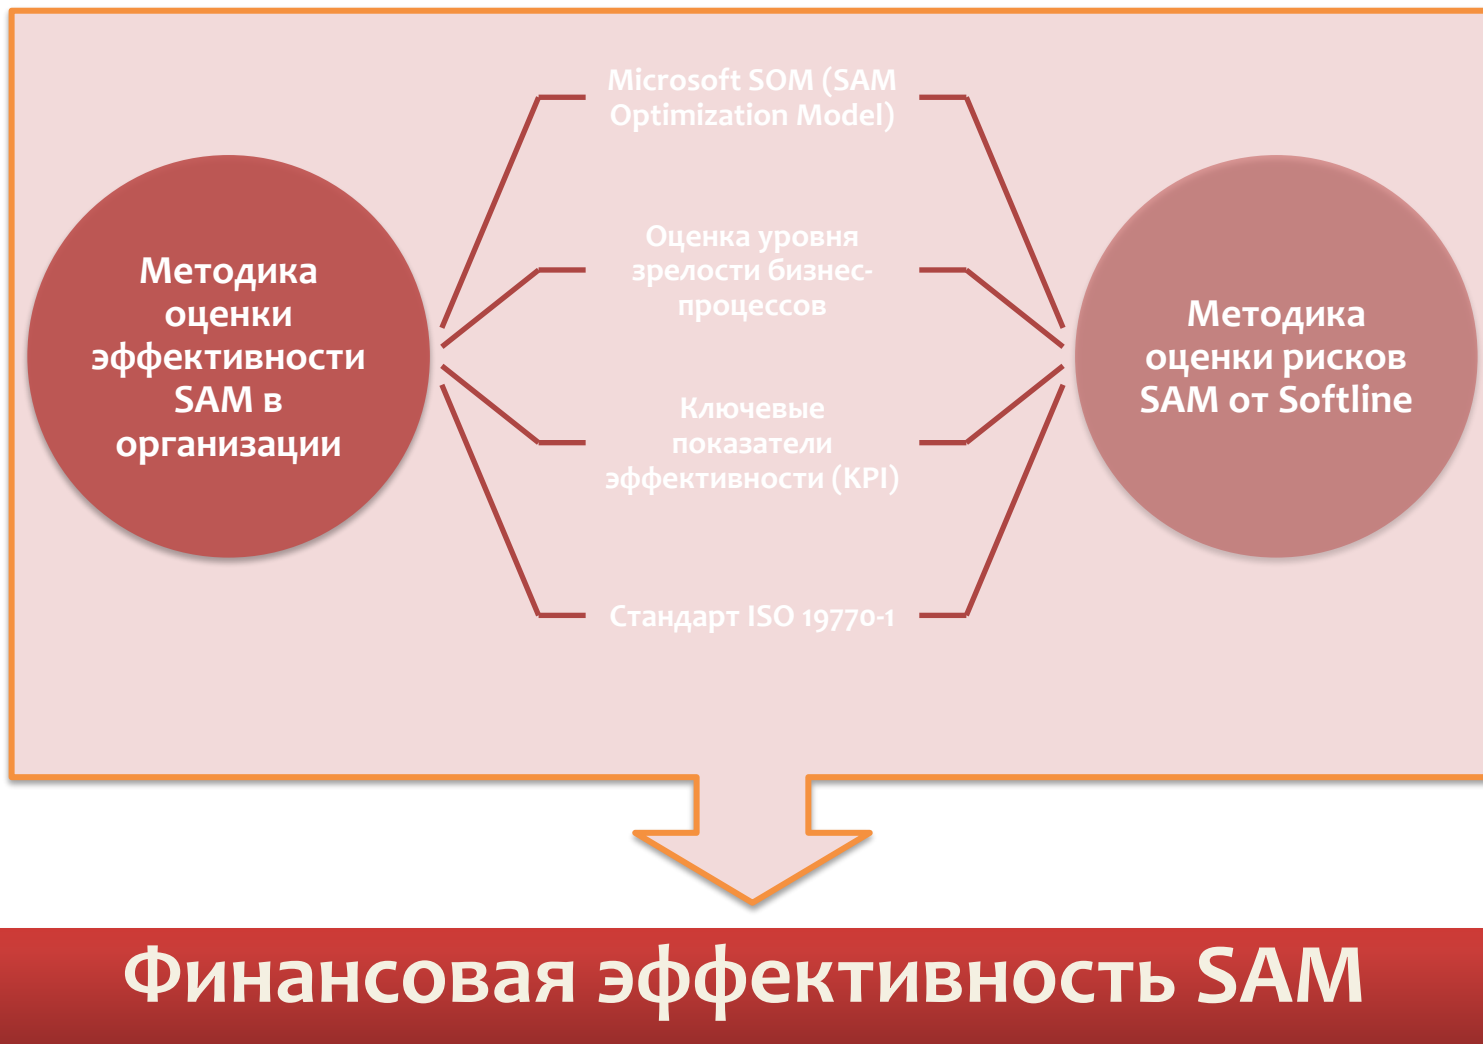 Методика
оценки
эффективности
SAM в
организации
Microsoft SOM (SAM
Optimization Model)
Оценка уровня
зрелости бизнес-
процессов
Ключевые
показатели
эффективности (KPI)
Стандарт ISO 19770-1
Методика
оценки рисков
SAM от Softline
Финансовая эффективность SAM